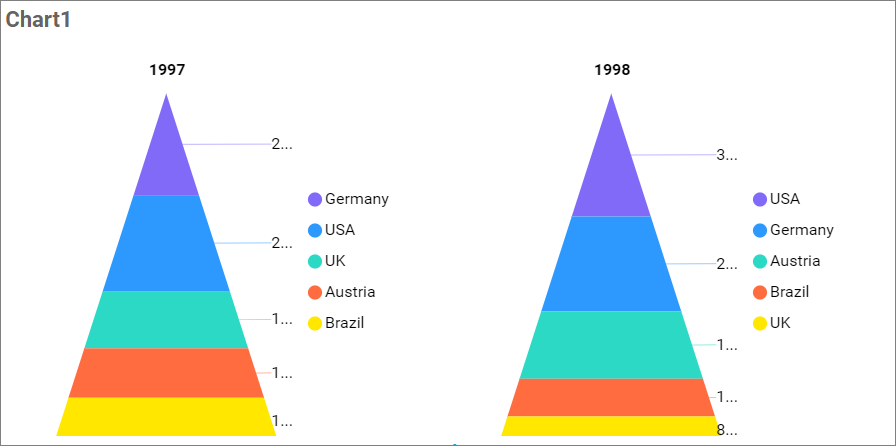 Chart1
1997
2...
2...
1...
1...
1...
Germany
USA
UK
Austria
Brazil
1998
3...
2...
1...
1...
8...
USA
Germany
Austria
Brazil
UK